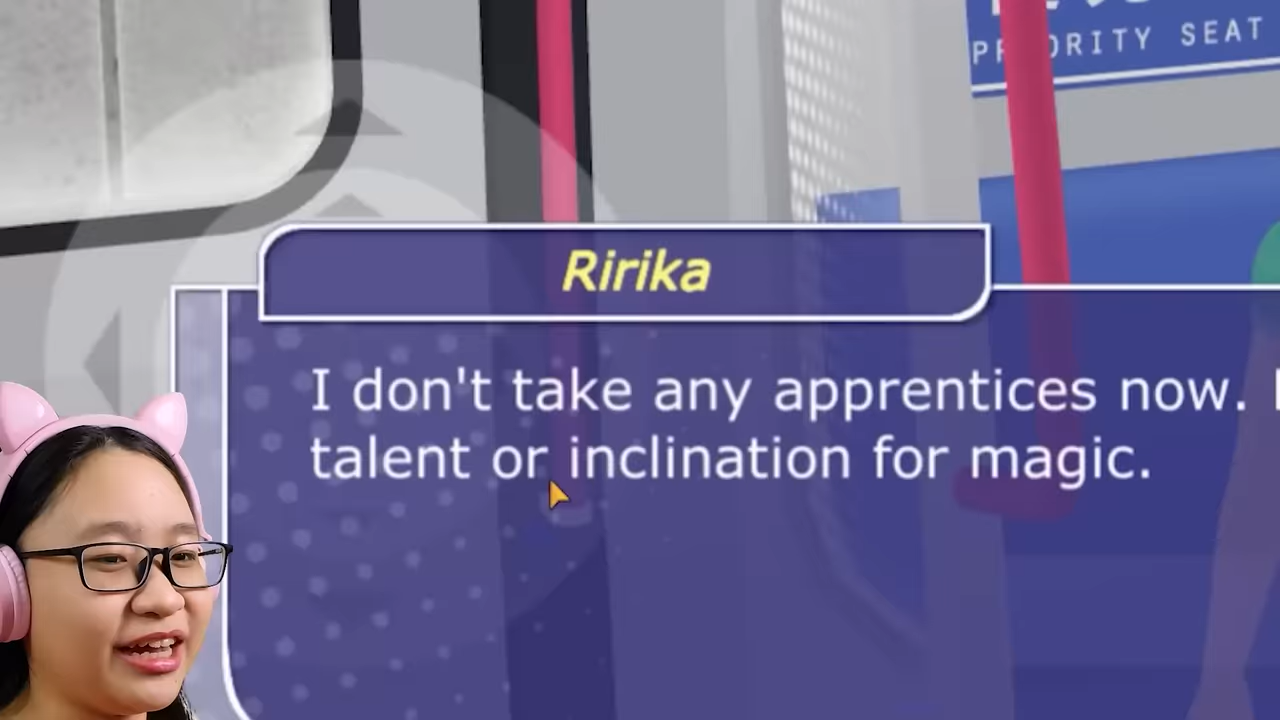 PRIORITY SEAT
Ririka
I don't take any apprentices now.
talent or inclination for magic.